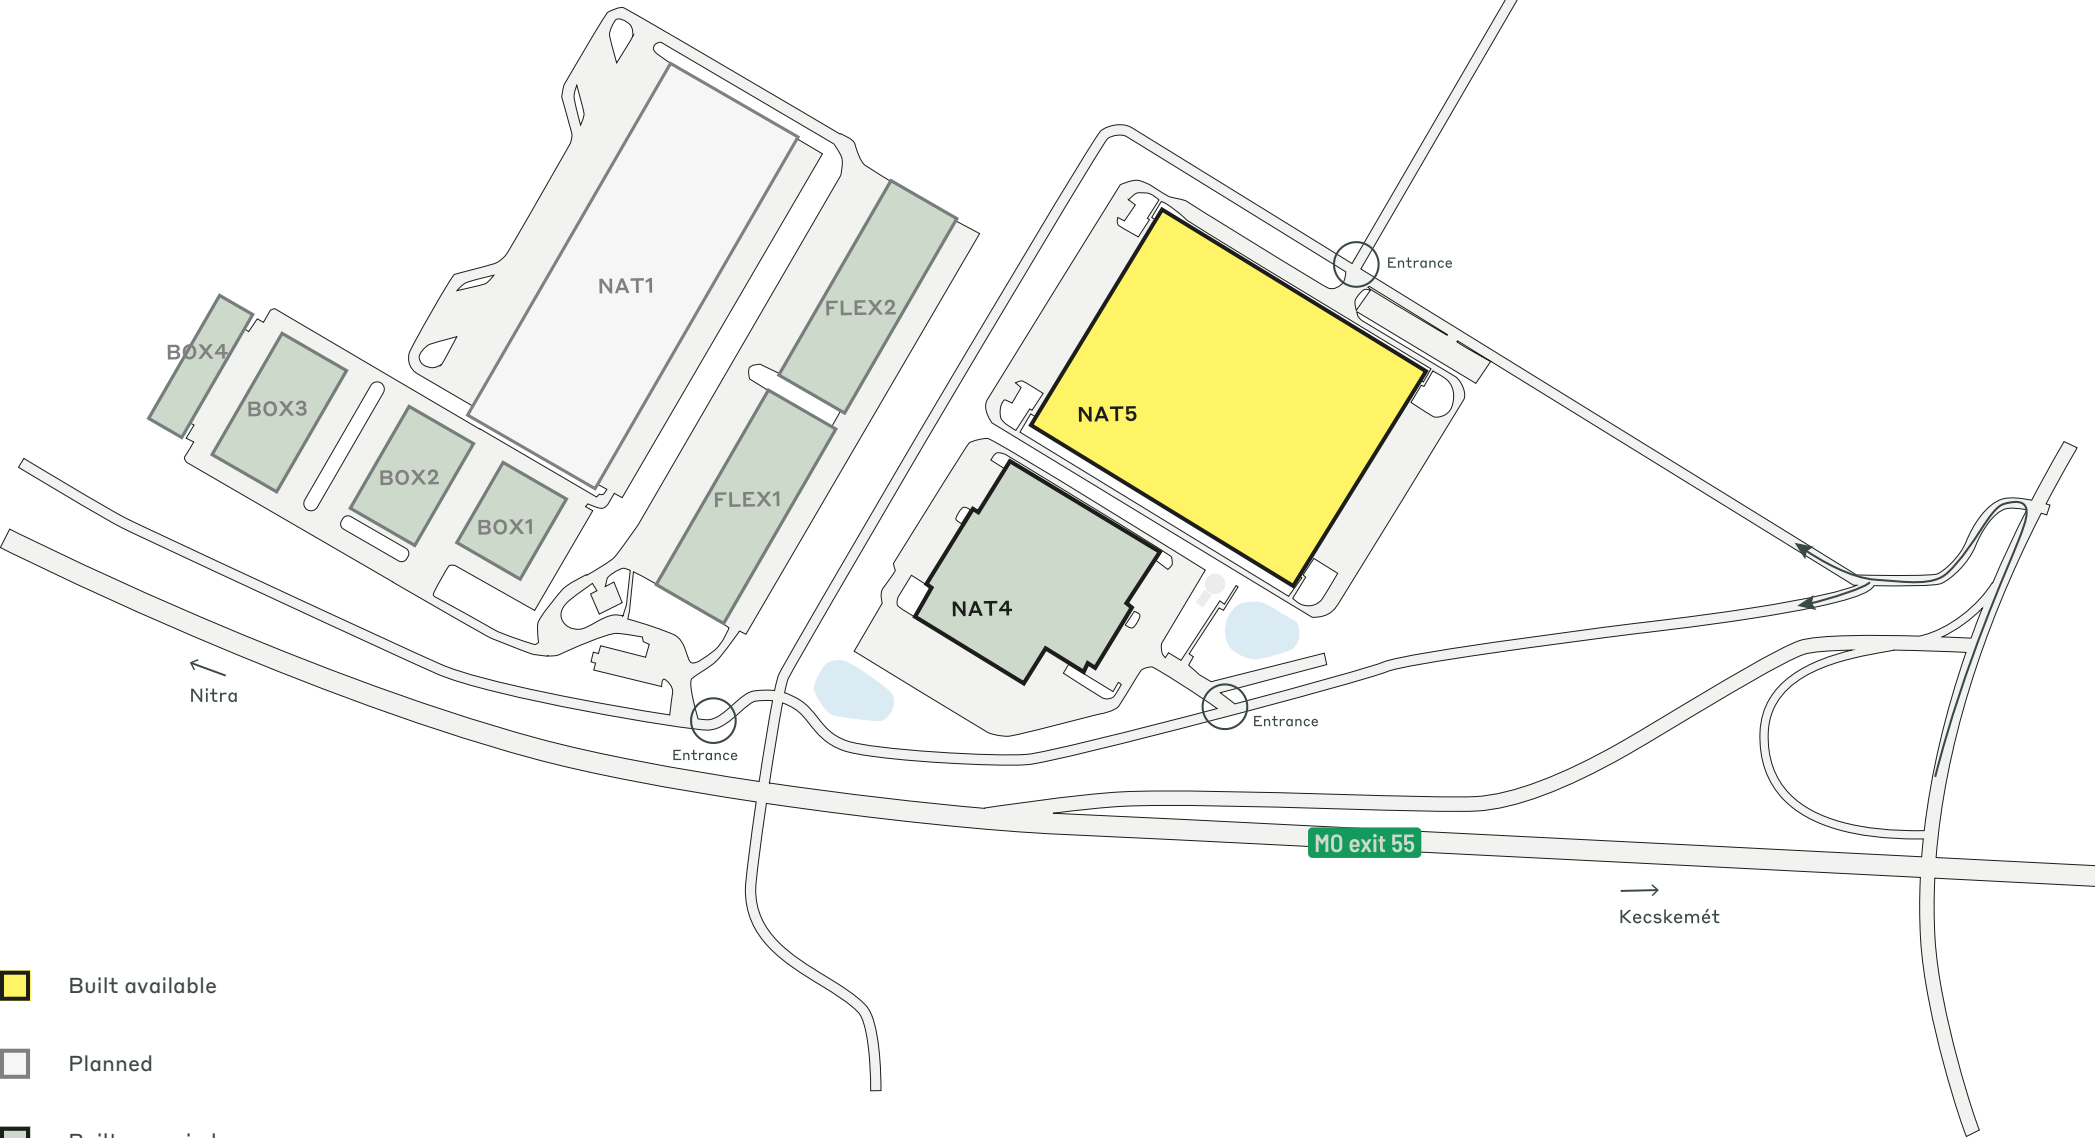 NAT1
FLEX2
Entrance
BOX4
BOX3
NAT5
BOX2
FLEX1
BOX1
NAT4
Nitra
Entrance
Entrance
M0 exit 55
Kecskemét
Built available
Planned
Built